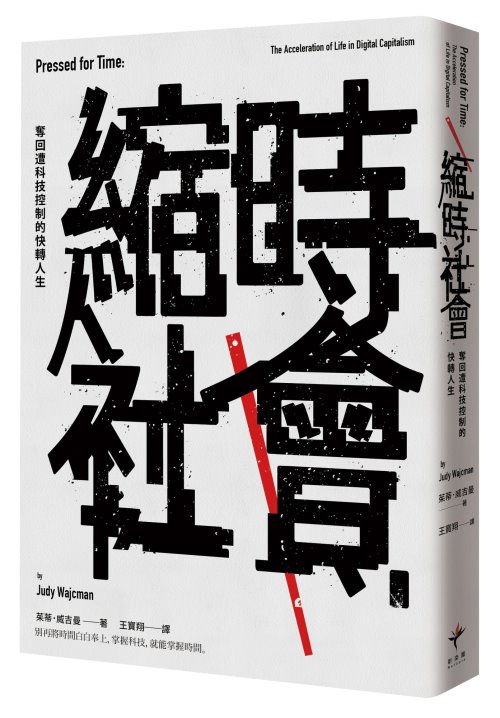 Pressed for Time:
The Acceleration of Life in Digital Capitalism
縮時
社會
奪回遭科技控制的快轉人生
by
Judy Wajcman
茱蒂·威吉曼——著 王寶翔——譯
別再將時間白白奉上,掌握科技,就能掌握時間。
Pressed for Time:
The Acceleration
of Life in Digital Capitalism
縮時社會
奪回遭科技控制的
快轉人生
by
Judy Wajcman
茱蒂·威吉曼——著
王寶翔——譯